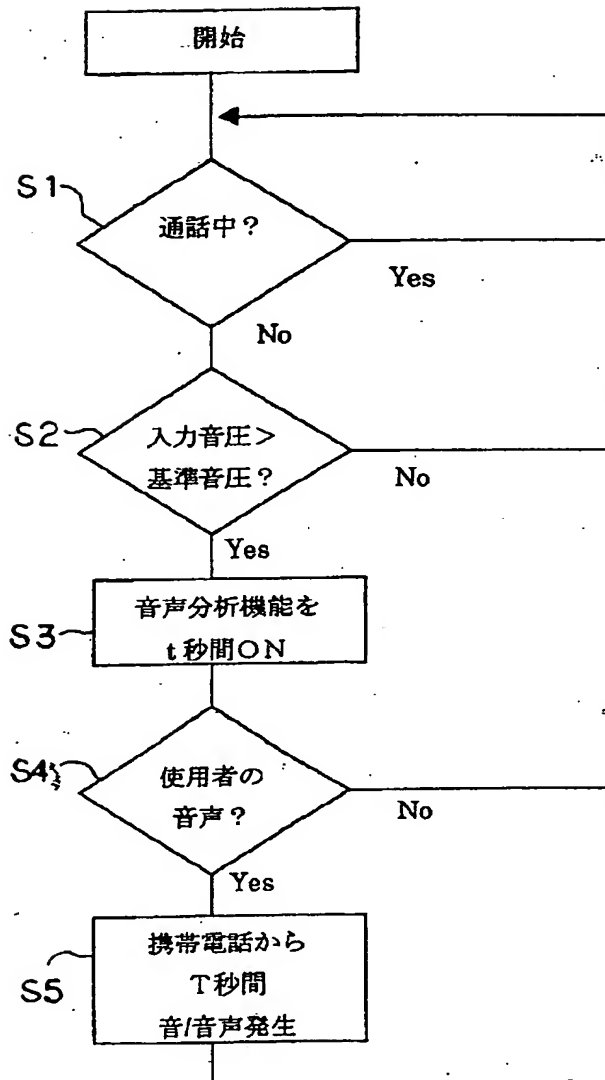 開始
S1
通話中?
Yes
No
S2
入力音圧>
基準音圧?
No
Yes
S3
音声分析機能を
t秒間ON
S4
使用者の
音声?
No
Yes
S5
携帯電話から
T秒間
音/音声発生